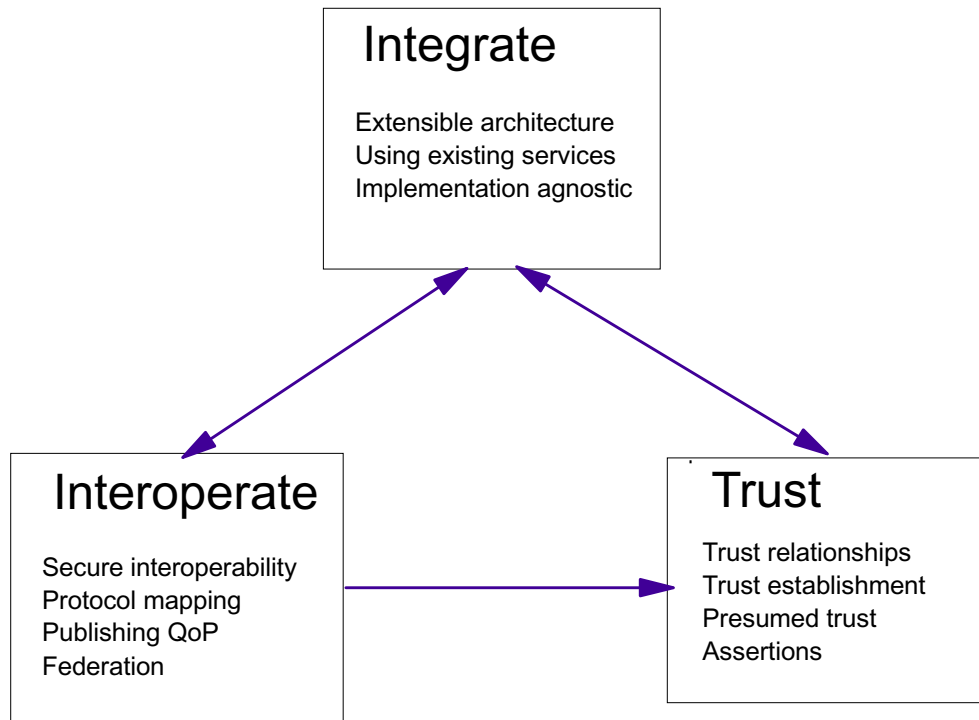 Integrate
Extensible architecture
Using existing services
Implementation agnostic
Interoperate
Secure interoperability
Protocol mapping
Publishing QoP
Federation
Trust
Trust relationships
Trust establishment
Presumed trust
Assertions